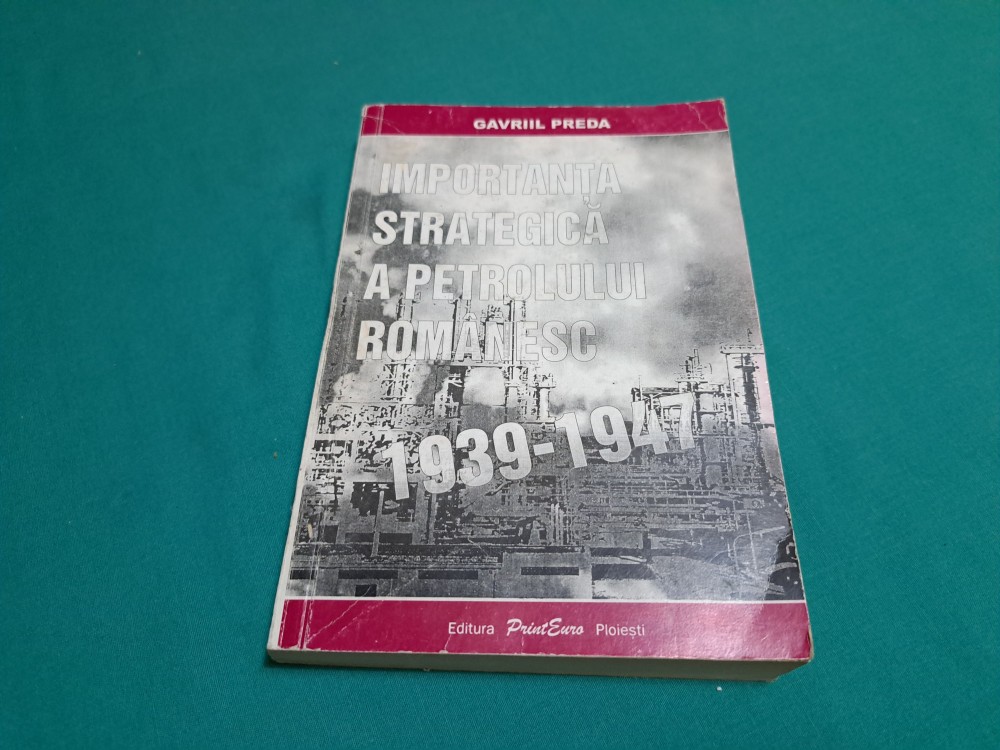 GAVRIIL PREDA
IMPORTANȚA
STRATEGICĂ
A PETROLULUI
ROMÂNESC
1939-1947
Editura PrintEuro Ploiești